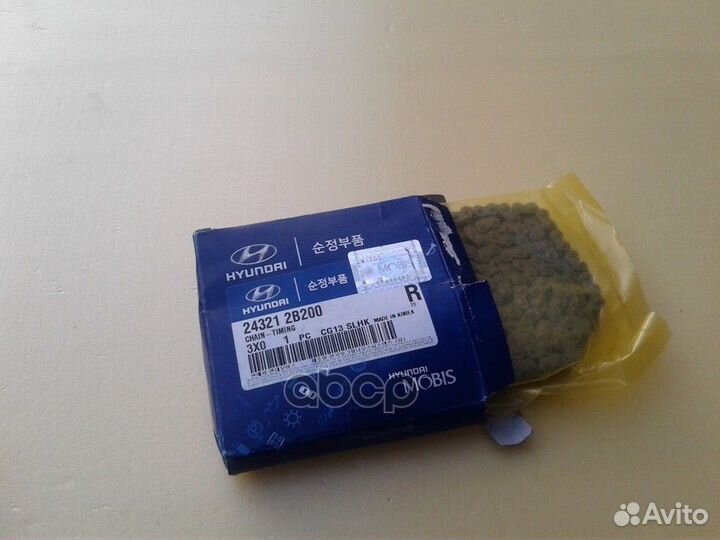 HYUNDAI
순정부품
HYUNDAI
순정부품
MOBIS
24321 2B200
R
CHAIN-TIMING
3X0 1 PC CG13 SLHK MADE IN KOREA
HYUNDAI
MOBIS
abcp
Avito